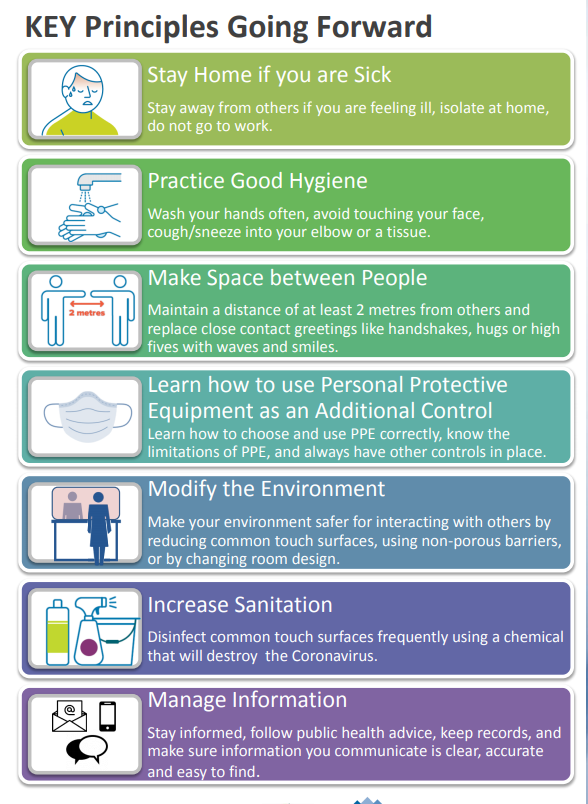 KEY Principles Going Forward
Stay Home if you are Sick
Stay away from others if you are feeling ill, isolate at home,
do not go to work.
Practice Good Hygiene
Wash your hands often, avoid touching your face,
cough/sneeze into your elbow or a tissue.
Make Space between People
2 metres
Maintain a distance of at least 2 metres from others and
replace close contact greetings like handshakes, hugs or high
fives with waves and smiles.
Learn how to use Personal Protective
Equipment as an Additional Control
Learn how to choose and use PPE correctly, know the
limitations of PPE, and always have other controls in place.
Modify the Environment
Make your environment safer for interacting with others by
reducing common touch surfaces, using non-porous barriers,
or by changing room design.
Increase Sanitation
Disinfect common touch surfaces frequently using a chemical
that will destroy the Coronavirus.
Manage Information
@
Stay informed, follow public health advice, keep records, and
make sure information you communicate is clear, accurate
and easy to find.